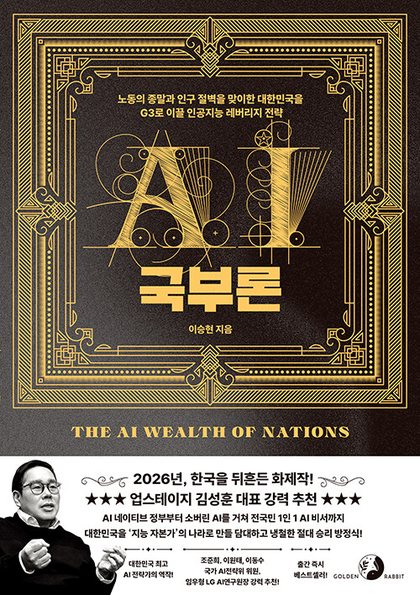 노동의 종말과 인구 절벽을 맞이한 대한민국을
G3로 이끌 인공지능 레버리지 전략
AI
국부론
이승현 지음
THE AI WEALTH OF NATIONS
2026년, 한국을 뒤흔든 화제작!
★★★ 업스테이지 김성훈 대표 강력 추천 ★★★
AI 네이티브 정부부터 소버린 AI를 거쳐 전국민 1인 1 AI 비서까지
대한민국을 ‘지능 자본가’의 나라로 만들 담대하고 냉철한 절대 승리 방정식!
대한민국 최고
AI 전략가의 역작!
조준희, 이원태, 이동수
국가 AI전략위 위원,
임우형 LG AI연구원장 강력 추천!
출간 즉시
베스트셀러!
GOLDEN RABBIT